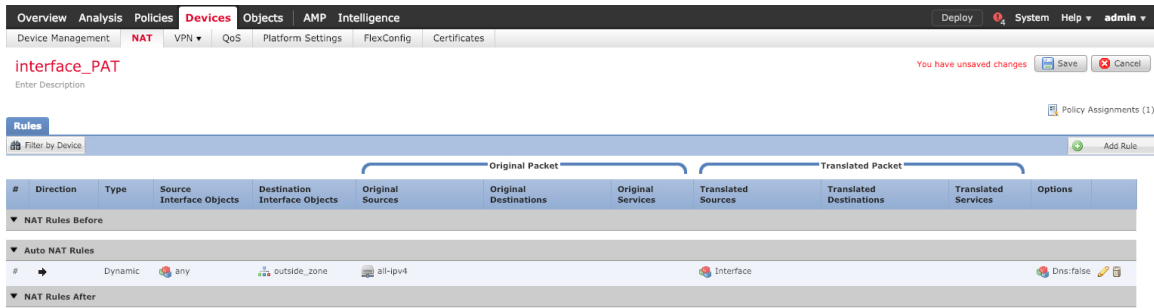 Overview Analysis Policies Devices Objects AMP Intelligence Deploy 4 System Help admin
Device Management NAT VPN QoS Platform Settings FlexConfig Certificates
interface_PAT
You have unsaved changes Save Cancel
Enter Description
Policy Assignments (1)
Rules
Filter by Device Add Rule
Original Packet Translated Packet
# Direction Type Source Interface Objects Destination Interface Objects Original Sources Original Destinations Original Services Translated Sources Translated Destinations Translated Services Options
NAT Rules Before
Auto NAT Rules
# Dynamic any outside_zone all-ipv4 Interface Dns:false
NAT Rules After